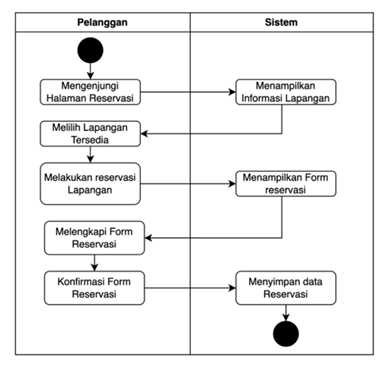 Pelanggan
Sistem
Mengenjungi
Halaman Reservasi
Menampilkan
Informasi Lapangan
Melilih Lapangan
Tersedia
Melakukan reservasi
Lapangan
Menampilkan Form
reservasi
Melengkapi Form
Reservasi
Konfirmasi Form
Reservasi
Menyimpan data
Reservasi